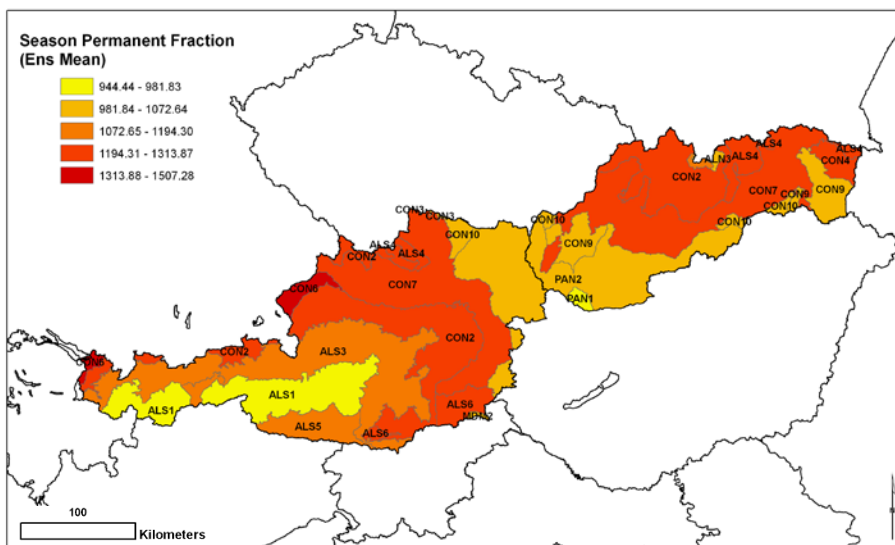 Season Permanent Fraction
(Ens Mean)
944.44 - 981.83
981.84 - 1072.64
1072.65 - 1194.30
1194.31 - 1313.87
1313.88 - 1507.28
ALS4
ALS4
ALN3
ALS4
CON4
CON2
CON7
CON9
CON9
CON10
CON3
CON3
CON10
CON10
CON10
CON9
ALS4
ALS4
CON2
PAN2
CON6
CON7
PAN1
CON2
CON2
ALS3
ALS1
ALS1
ALS6
ALS5
ALS6
100
Kilometers